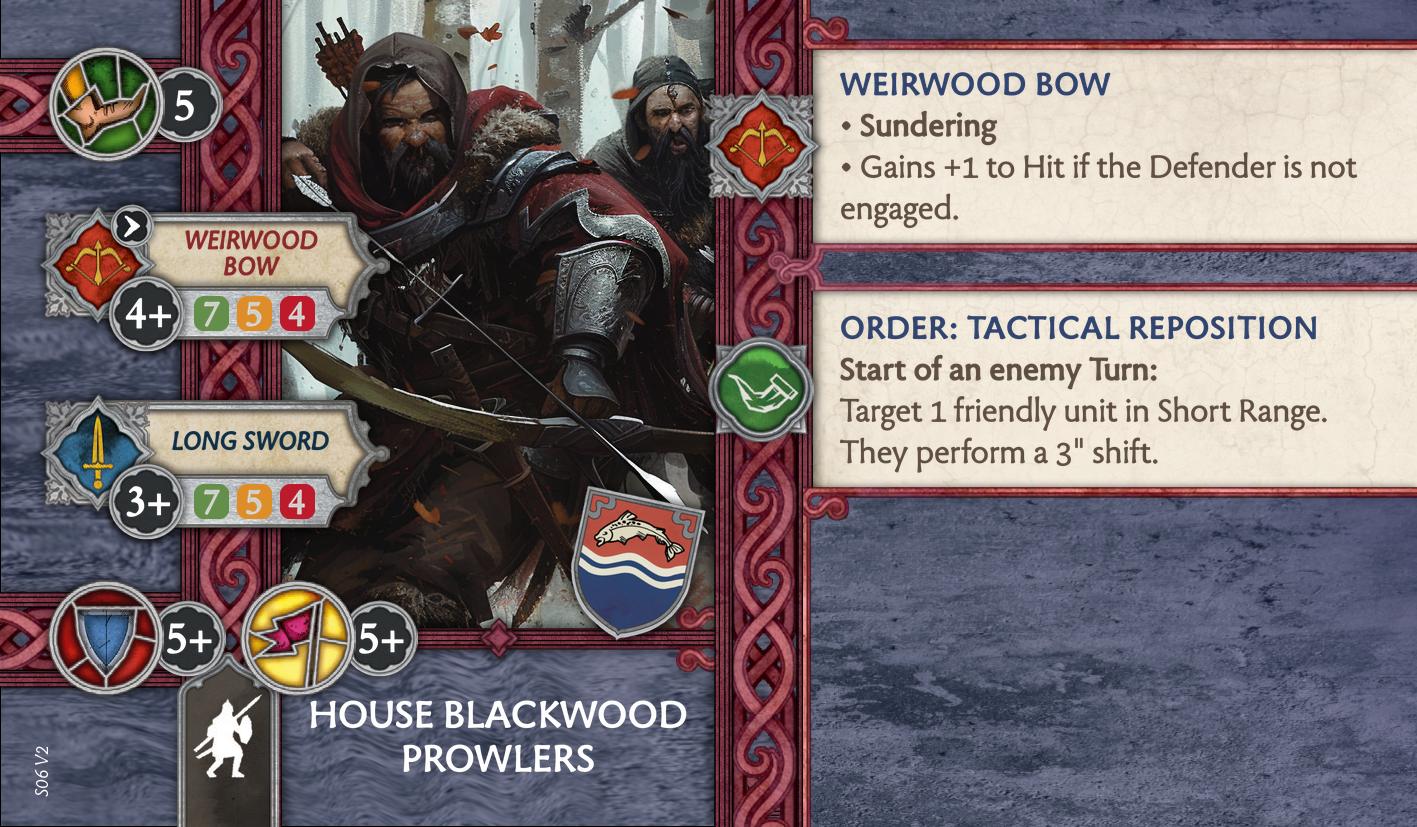 5
WEIRWOOD
BOW
4+ 7 5 4
LONG SWORD
3+ 7 5 4
5+ 5+
HOUSE BLACKWOOD
PROWLERS
S06 V2
WEIRWOOD BOW
• Sundering
• Gains +1 to Hit if the Defender is not
engaged.
ORDER: TACTICAL REPOSITION
Start of an enemy Turn:
Target 1 friendly unit in Short Range.
They perform a 3" shift.